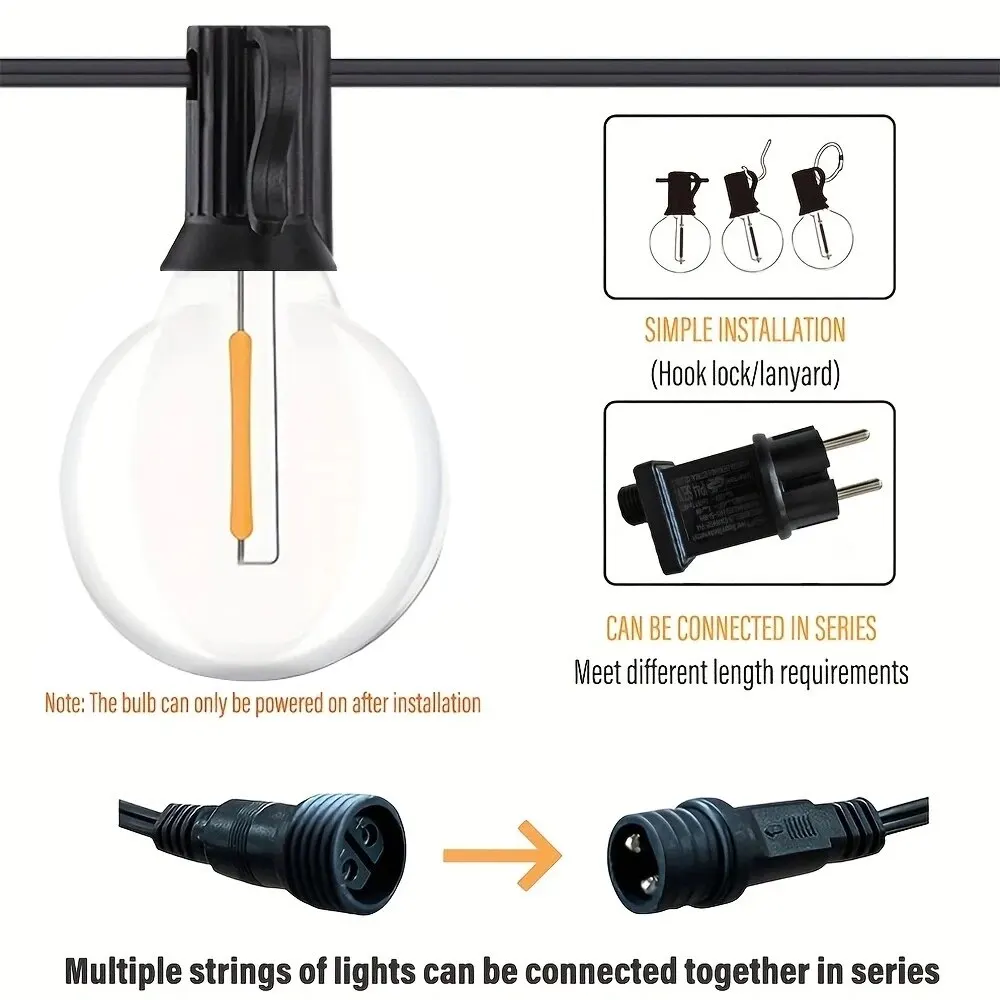 SIMPLE INSTALLATION
(Hook lock/lanyard)
IP44
CAN BE CONNECTED IN SERIES
Meet different length requirements
Note: The bulb can only be powered on after installation
Multiple strings of lights can be connected together in series